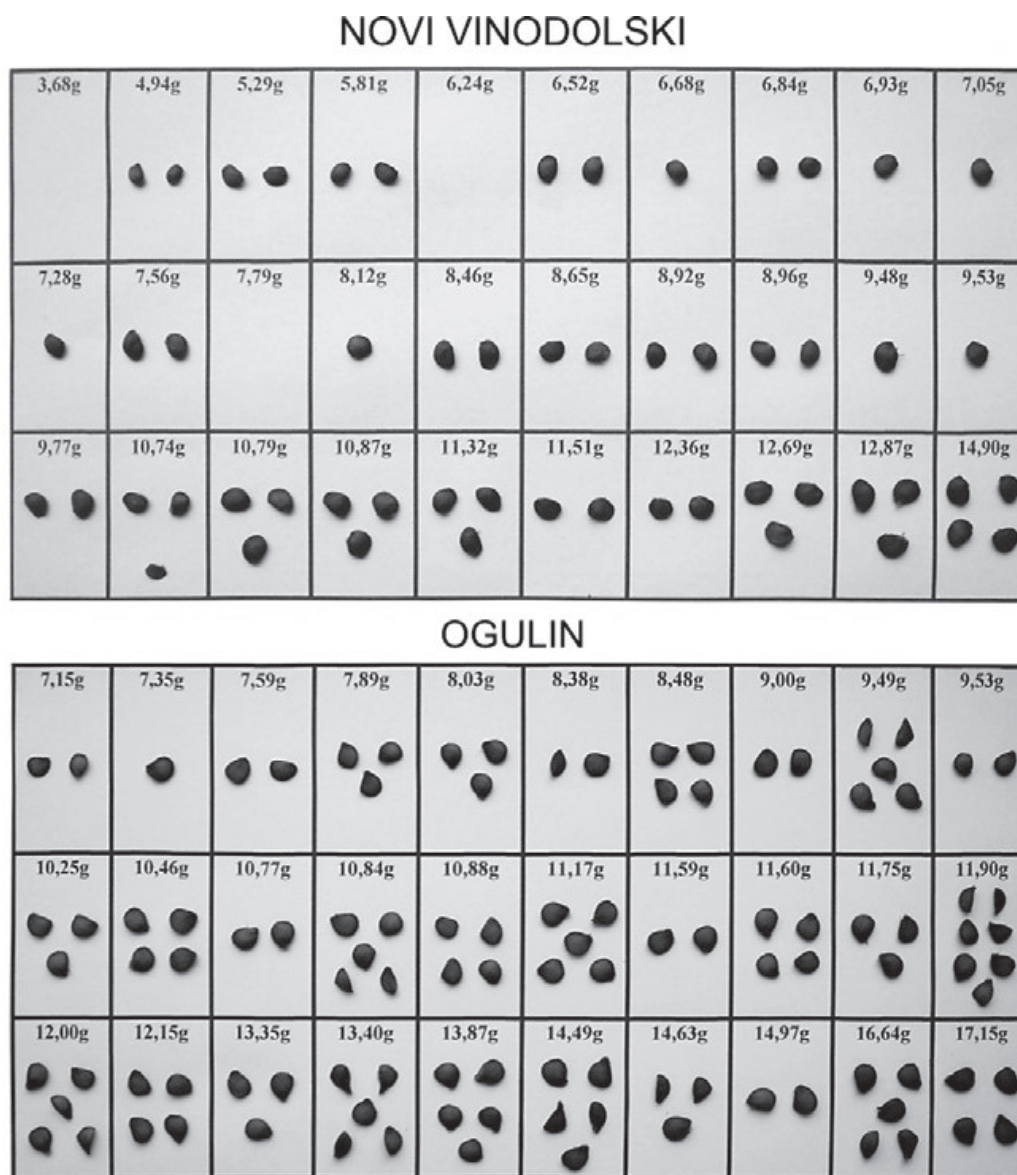 NOVI VINODOLSKI
3,68g 4,94g 5,29g 5,81g 6,24g 6,52g 6,68g 6,84g 6,93g 7,05g
7,28g 7,56g 7,79g 8,12g 8,46g 8,65g 8,92g 8,96g 9,48g 9,53g
9,77g 10,74g 10,79g 10,87g 11,32g 11,51g 12,36g 12,69g 12,87g 14,90g
OGULIN
7,15g 7,35g 7,59g 7,89g 8,03g 8,38g 8,48g 9,00g 9,49g 9,53g
10,25g 10,46g 10,77g 10,84g 10,88g 11,17g 11,59g 11,60g 11,75g 11,90g
12,00g 12,15g 13,35g 13,40g 13,87g 14,49g 14,63g 14,97g 16,64g 17,15g